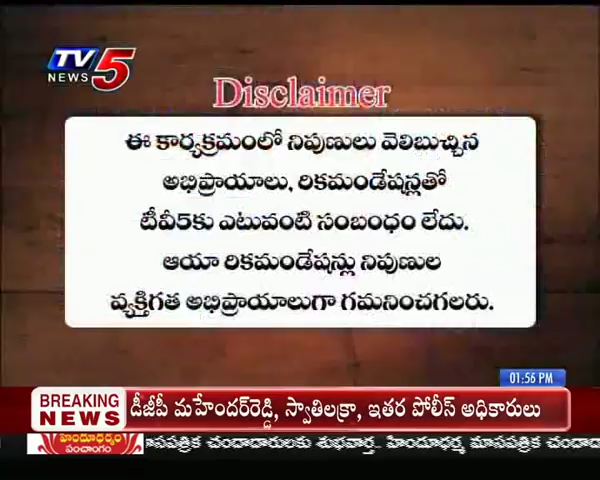 TV5
NEWS
Disclaimer
ఈ కార్యక్రమంలో నిపుణులు వెలిబుచ్చిన
అభిప్రాయాలు, రికమండేషన్లతో
టీవీ5కు ఎటువంటి సంబంధం లేదు.
ఆయా రికమండేషన్లు నిపుణుల
వ్యక్తిగత అభిప్రాయాలుగా గమనించగలరు.
01:56 PM
BREAKING NEWS
డీజీపీ మహేందర్‌రెడ్డి, స్వాతిలక్రా, ఇతర పోలీస్ అధికారులు
హిందూధర్మం
పంచాంగం
మాసపత్రిక చందాదారులకు శుభవార్త.. హిందూధర్మ మాసపత్రిక చందాద